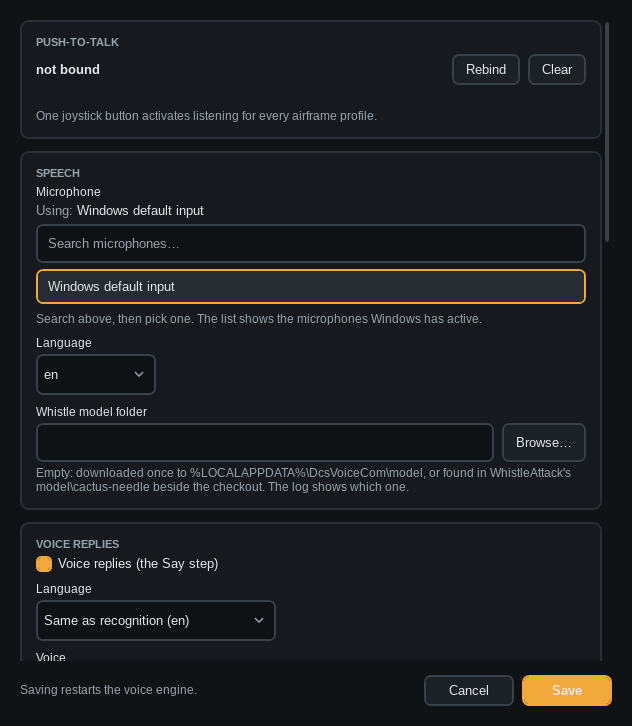 PUSH-TO-TALK
not bound
Rebind
Clear
One joystick button activates listening for every airframe profile.
SPEECH
Microphone
Using: Windows default input
Search microphones…
Windows default input
Search above, then pick one. The list shows the microphones Windows has active.
Language
en
Whistle model folder
Browse…
Empty: downloaded once to %LOCALAPPDATA%\DcsVoiceCom\model, or found in WhistleAttack's
model\cactus-needle beside the checkout. The log shows which one.
VOICE REPLIES
Voice replies (the Say step)
Language
Same as recognition (en)
Voice
Saving restarts the voice engine.
Cancel
Save